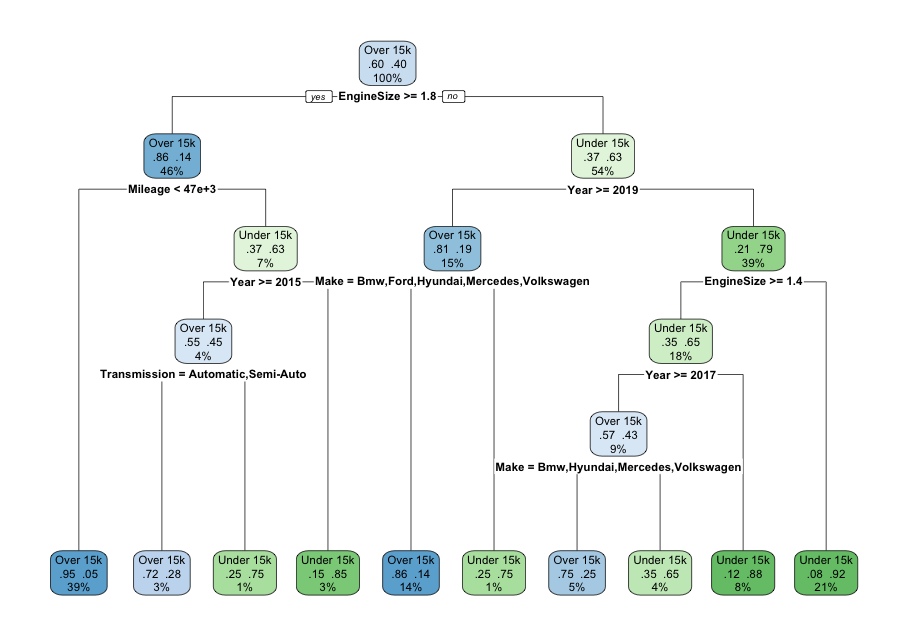 Over 15k
.60 .40
100%
yes EngineSize >= 1.8 no
Over 15k
.86 .14
46%
Under 15k
.37 .63
54%
Mileage < 47e+3
Year >= 2019
Under 15k
.37 .63
7%
Over 15k
.81 .19
15%
Under 15k
.21 .79
39%
Year >= 2015
Make = Bmw,Ford,Hyundai,Mercedes,Volkswagen
EngineSize >= 1.4
Over 15k
.55 .45
4%
Under 15k
.35 .65
18%
Transmission = Automatic,Semi-Auto
Year >= 2017
Over 15k
.57 .43
9%
Make = Bmw,Hyundai,Mercedes,Volkswagen
Over 15k
.95 .05
39%
Over 15k
.72 .28
3%
Under 15k
.25 .75
1%
Under 15k
.15 .85
3%
Over 15k
.86 .14
14%
Under 15k
.25 .75
1%
Over 15k
.75 .25
5%
Under 15k
.35 .65
4%
Under 15k
.12 .88
8%
Under 15k
.08 .92
21%